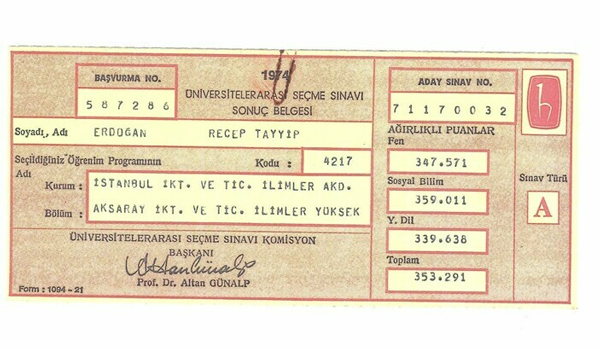 BAŞVURMA NO.
587286
1974
ÜNİVERSİTELERARASI SEÇME SINAVI
SONUÇ BELGESİ
Soyadı, Adı ERDOĞAN RECEP TAYYİP
Seçildiğiniz Öğrenim Programının Kodu : 4217
Adı
Kurum : İSTANBUL İKT. VE TİC. İLİMLER AKD.
Bölüm : AKSARAY İKT. VE TİC. İLİMLER YÜKSEK
ÜNİVERSİTELERARASI SEÇME SINAVI KOMİSYON
BAŞKANI
Prof. Dr. Altan GÜNALP
Form : 1094 - 21
ADAY SINAV NO.
71170032
AĞIRLIKLI PUANLAR
Fen
347.571
Sosyal Bilim
359.011
Y. Dil
339.638
Toplam
353.291
Sınav Türü
A